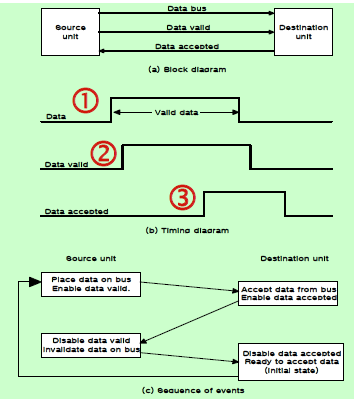 Data bus
Source unit
Data valid
Destination unit
Data accepted
(a) Block diagram
1
Data
Valid data
2
Data valid
3
Data accepted
(b) Timing diagram
Source unit
Destination unit
Place data on bus
Enable data valid.
Accept data from bus
Enable data accepted
Disable data valid
Invalidate data on bus
Disable data accepted
Ready to accept data
(initial state)
(c) Sequence of events